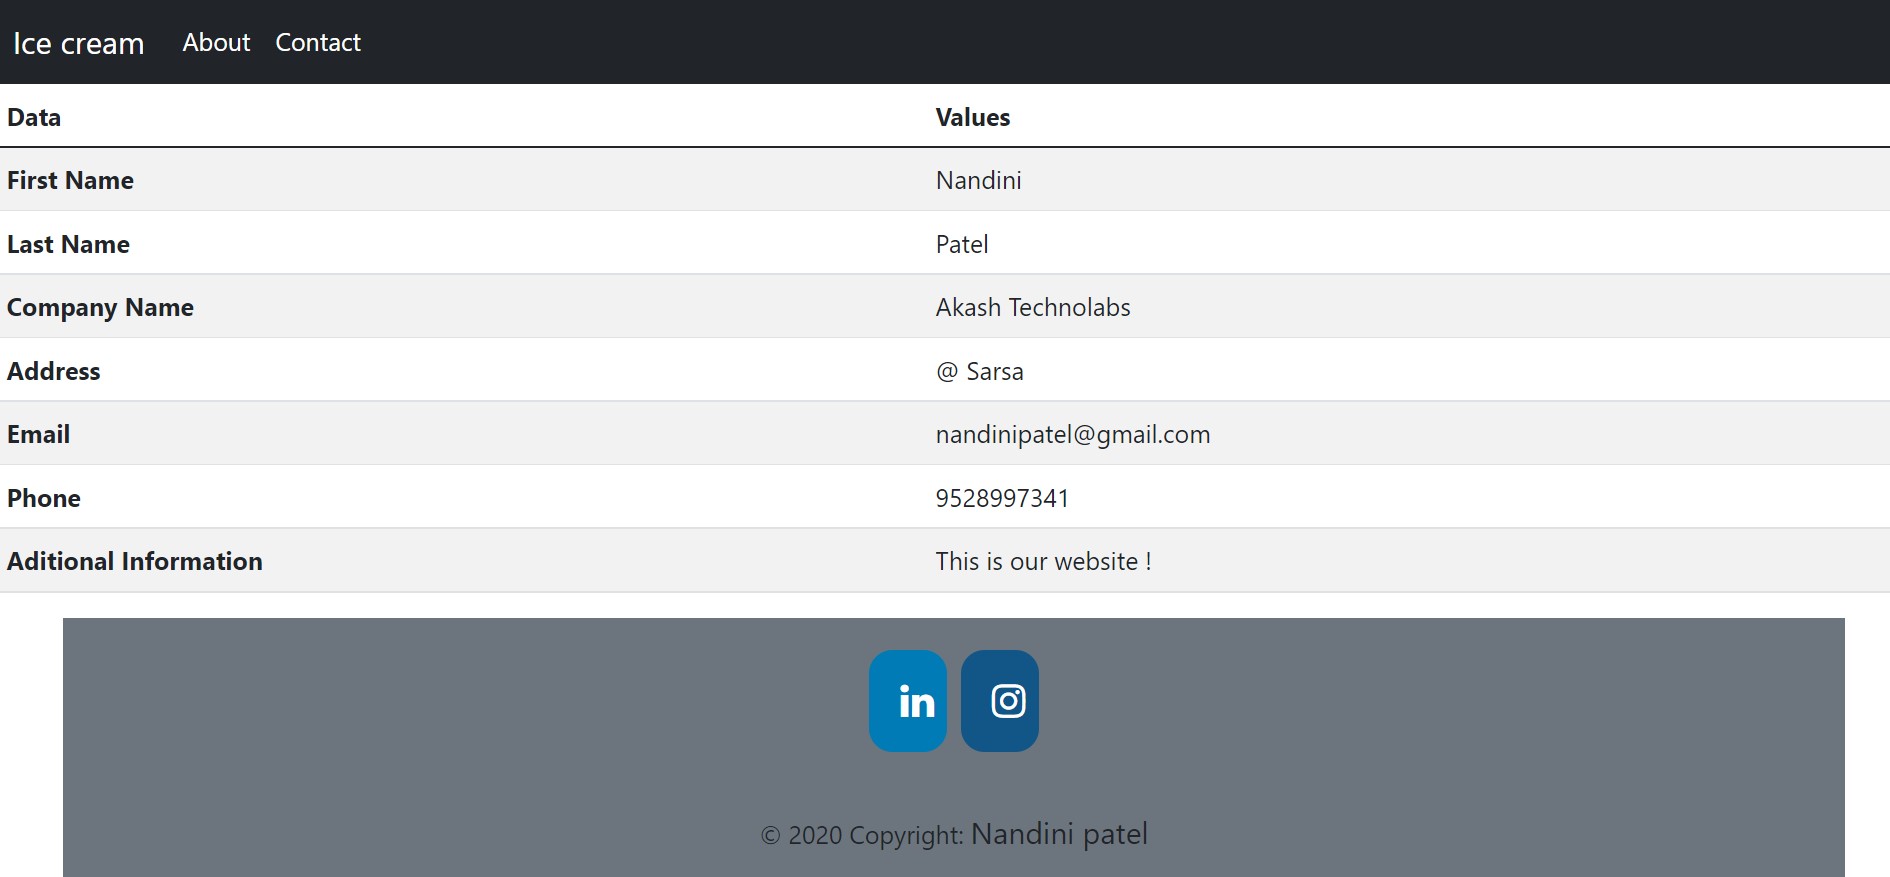 Ice cream About Contact
Data Values
First Name Nandini
Last Name Patel
Company Name Akash Technolabs
Address @ Sarsa
Email nandinipatel@gmail.com
Phone 9528997341
Aditional Information This is our website !
in
© 2020 Copyright: Nandini patel